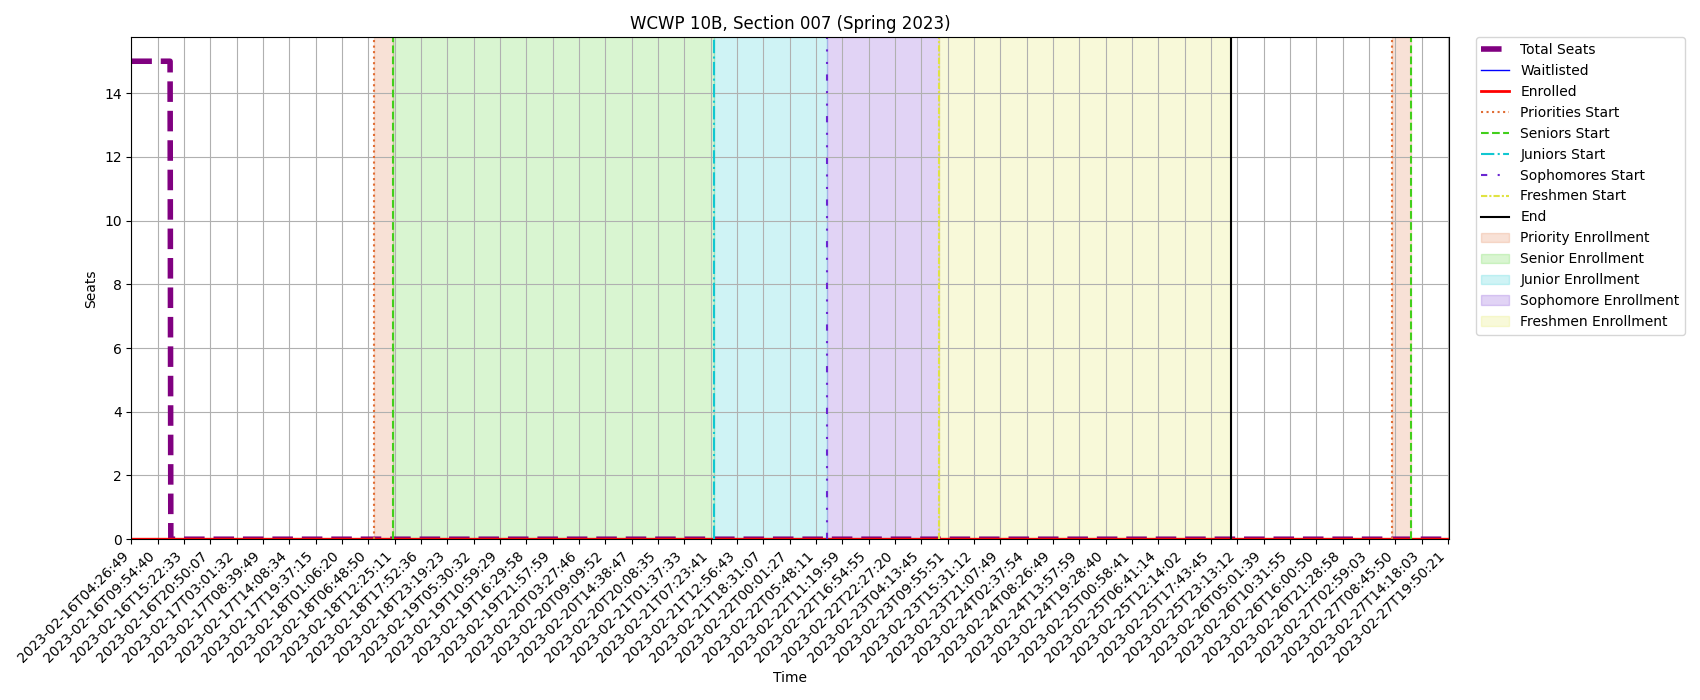 WCWP 10B, Section 007 (Spring 2023)
Seats
14
12
10
8
6
4
2
0
2023-02-16T04:26:49
2023-02-16T09:54:40
2023-02-16T15:22:33
2023-02-16T20:50:07
2023-02-17T03:01:32
2023-02-17T08:39:49
2023-02-17T14:08:34
2023-02-17T19:37:15
2023-02-18T01:06:20
2023-02-18T06:48:50
2023-02-18T12:25:11
2023-02-18T17:52:36
2023-02-18T23:19:23
2023-02-19T05:30:32
2023-02-19T10:59:29
2023-02-19T16:29:58
2023-02-19T21:57:59
2023-02-20T03:27:46
2023-02-20T09:09:52
2023-02-20T14:38:47
2023-02-20T20:08:35
2023-02-21T01:37:33
2023-02-21T07:23:41
2023-02-21T12:56:43
2023-02-21T18:31:07
2023-02-22T00:01:27
2023-02-22T05:48:11
2023-02-22T11:19:59
2023-02-22T16:54:55
2023-02-22T22:27:20
2023-02-23T04:13:45
2023-02-23T09:55:51
2023-02-23T15:31:12
2023-02-23T21:07:49
2023-02-24T02:37:54
2023-02-24T08:26:49
2023-02-24T13:57:59
2023-02-24T19:28:40
2023-02-25T00:58:41
2023-02-25T06:41:14
2023-02-25T12:14:02
2023-02-25T17:43:45
2023-02-25T23:13:12
2023-02-26T05:01:39
2023-02-26T10:31:55
2023-02-26T16:00:50
2023-02-26T21:28:58
2023-02-27T02:59:03
2023-02-27T08:45:50
2023-02-27T14:18:03
2023-02-27T19:50:21
Time
Total Seats
Waitlisted
Enrolled
Priorities Start
Seniors Start
Juniors Start
Sophomores Start
Freshmen Start
End
Priority Enrollment
Senior Enrollment
Junior Enrollment
Sophomore Enrollment
Freshmen Enrollment